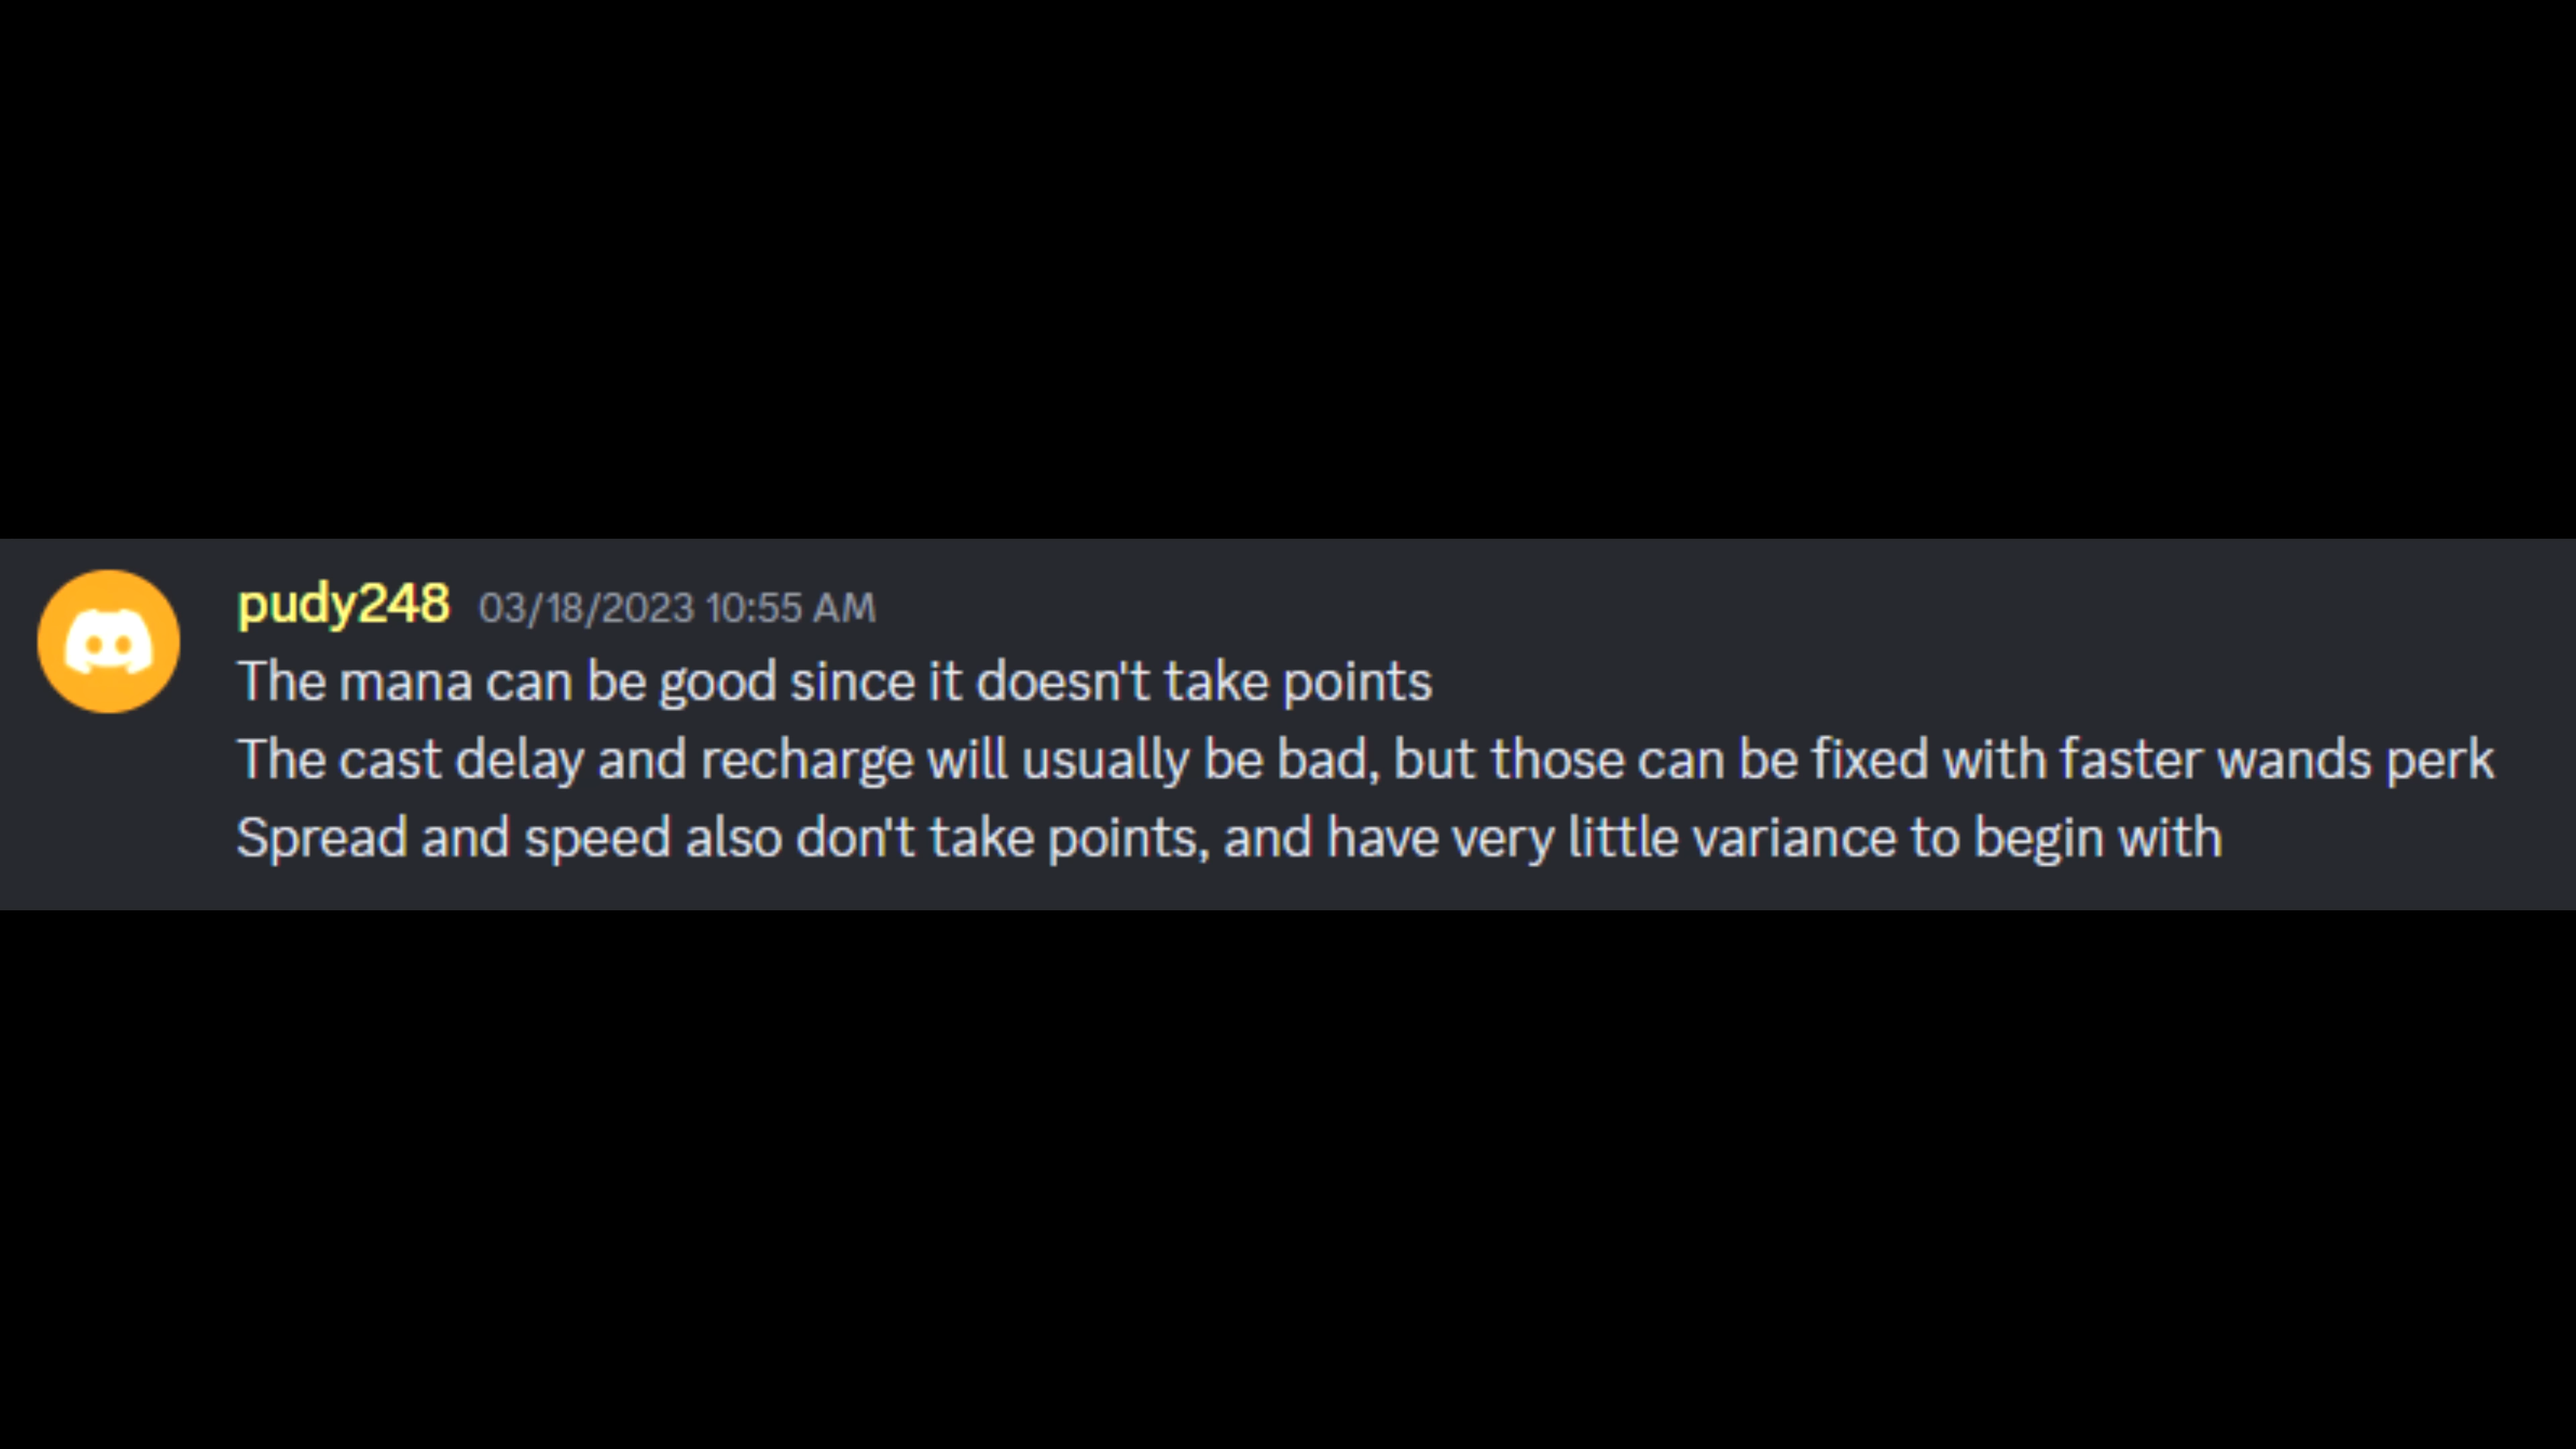 pudy248 03/18/2023 10:55 AM
The mana can be good since it doesn't take points
The cast delay and recharge will usually be bad, but those can be fixed with faster wands perk
Spread and speed also don't take points, and have very little variance to begin with